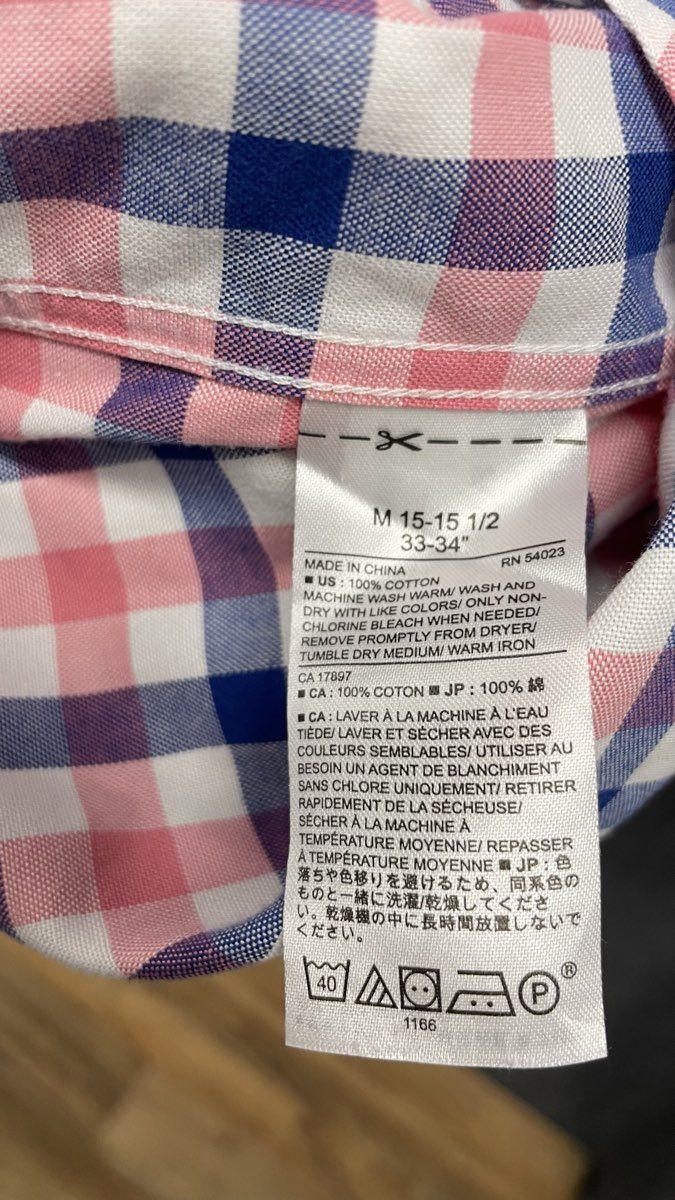 M 15-15 1/2
33-34"
MADE IN CHINA RN 54023
■ US : 100% COTTON
MACHINE WASH WARM/ WASH AND
DRY WITH LIKE COLORS/ ONLY NON-
CHLORINE BLEACH WHEN NEEDED/
REMOVE PROMPTLY FROM DRYER/
TUMBLE DRY MEDIUM/ WARM IRON
CA 17897
■ CA : 100% COTON ■ JP : 100% 綿
■ CA : LAVER À LA MACHINE À L'EAU
TIÈDE/ LAVER ET SÉCHER AVEC DES
COULEURS SEMBLABLES/ UTILISER AU
BESOIN UN AGENT DE BLANCHIMENT
SANS CHLORE UNIQUEMENT/ RETIRER
RAPIDEMENT DE LA SÉCHEUSE/
SÉCHER À LA MACHINE À
TEMPÉRATURE MOYENNE/ REPASSER
À TEMPÉRATURE MOYENNE ■ JP : 色
落ちや色移りを避けるため、同系色の
ものと一緒に洗濯/乾燥してくださ
い。乾燥機の中に長時間放置しないで
ください。
40 P ®
1166